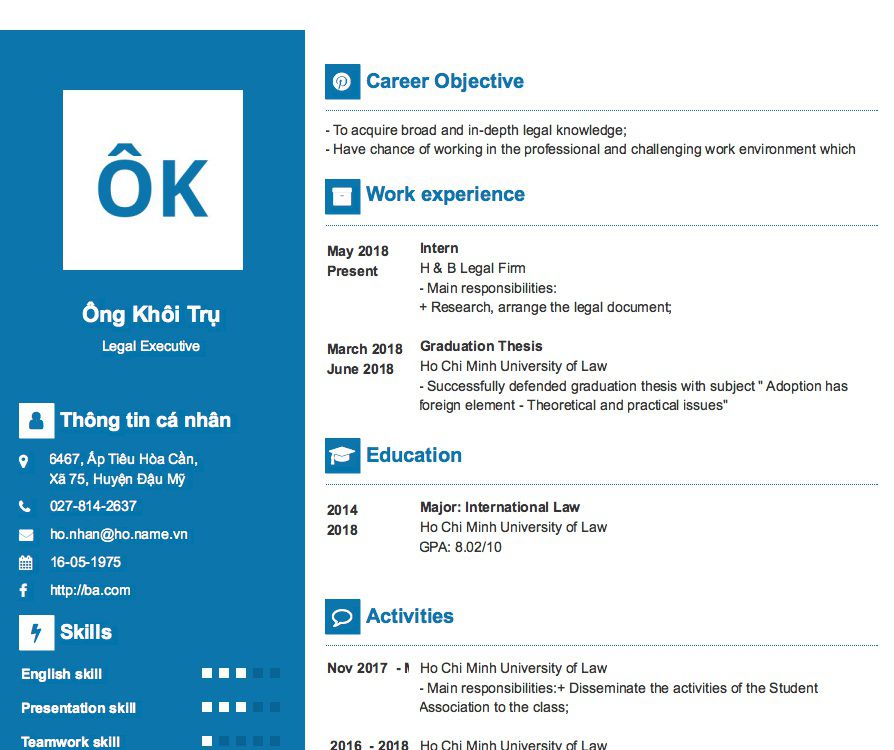 ÔK
Ông Khôi Trụ
Legal Executive
Thông tin cá nhân
6467, Ấp Tiêu Hòa Cần,
Xã 75, Huyện Đậu Mỹ
027-814-2637
ho.nhan@ho.name.vn
16-05-1975
http://ba.com
Skills
English skill
Presentation skill
Teamwork skill
Career Objective
- To acquire broad and in-depth legal knowledge;
- Have chance of working in the professional and challenging work environment which
Work experience
May 2018
Present
Intern
H & B Legal Firm
- Main responsibilities:
+ Research, arrange the legal document;
March 2018
June 2018
Graduation Thesis
Ho Chi Minh University of Law
- Successfully defended graduation thesis with subject " Adoption has
foreign element - Theoretical and practical issues"
Education
2014
2018
Major: International Law
Ho Chi Minh University of Law
GPA: 8.02/10
Activities
Nov 2017 -
Ho Chi Minh University of Law
- Main responsibilities:+ Disseminate the activities of the Student
Association to the class;
2016 - 2018
Ho Chi Minh University of Law